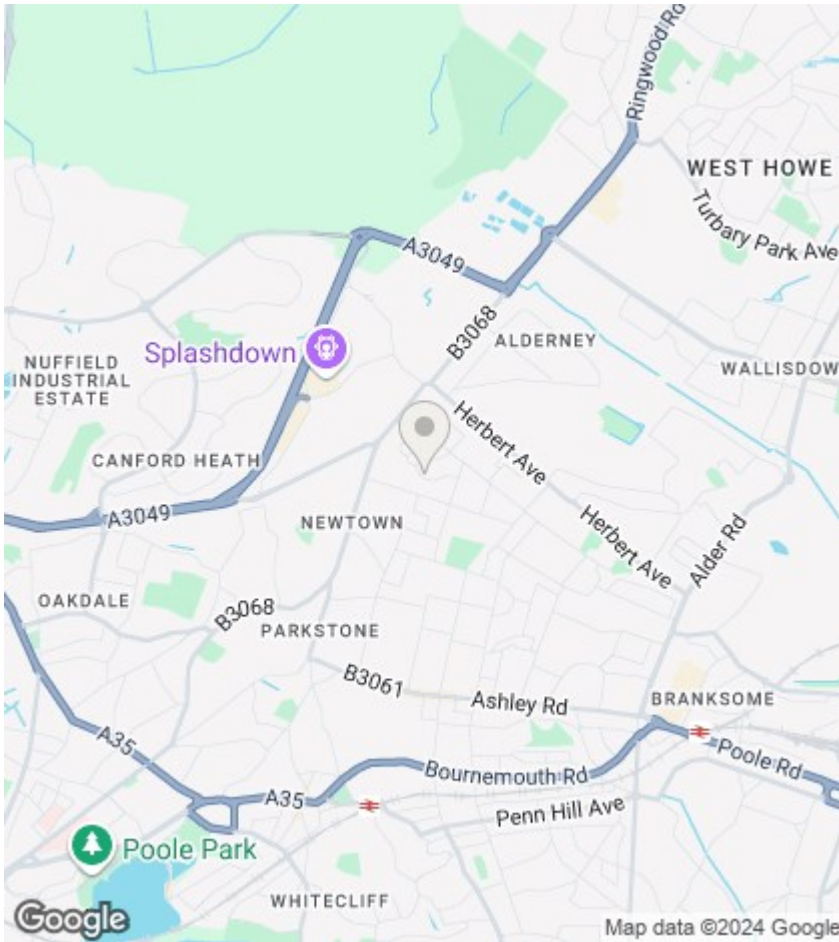 Ringwood Rd
WEST HOWE
Turbary Park Ave
A3049
B3068
ALDERNEY
Splashdown
NUFFIELD
INDUSTRIAL
ESTATE
WALLISDOW
Herbert Ave
CANFORD HEATH
A3049
NEWTOWN
Herbert Ave
Alder Rd
OAKDALE
B3068
PARKSTONE
B3061
Ashley Rd
BRANKSOME
A35
Poole Rd
Bournemouth Rd
A35
Penn Hill Ave
Poole Park
WHITECLIFF
Google
Map data ©2024 Google